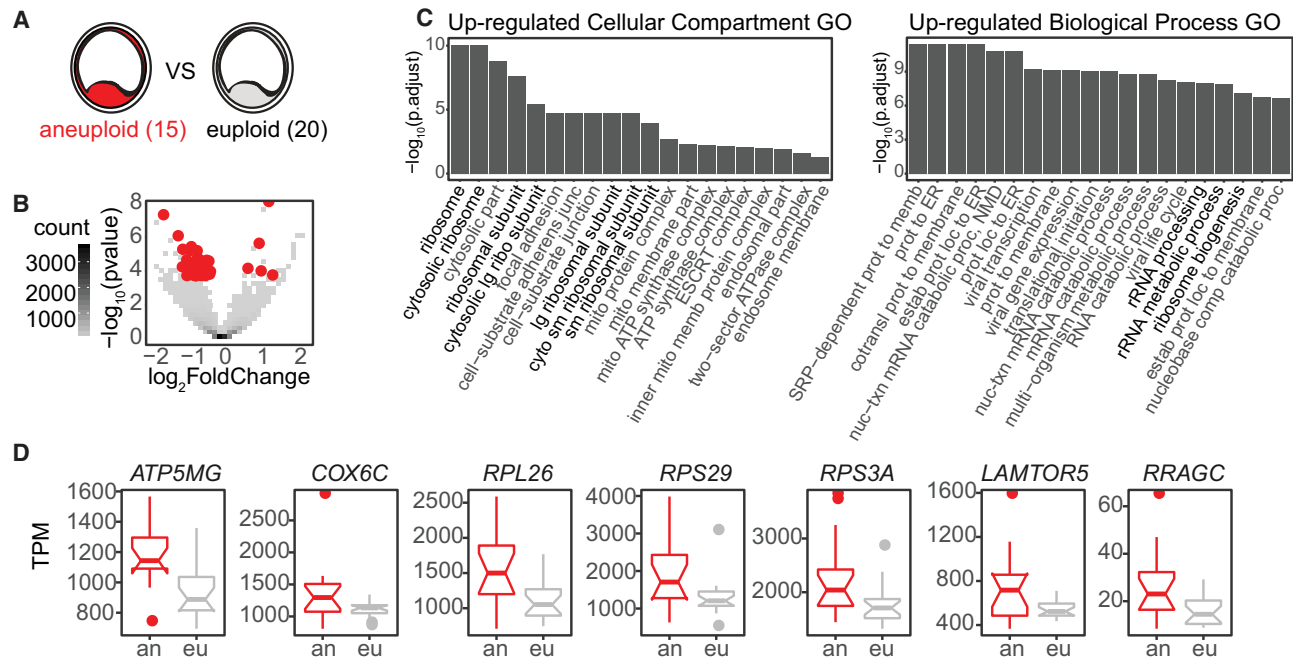 A
VS
aneuploid (15)
euploid (20)
B
count
3000
2000
1000
−log10(pvalue)
8
6
4
2
0
−2 −1 0 1 2
log2FoldChange
C
Up-regulated Cellular Compartment GO
−log10(p.adjust)
10
5
0
ribosome
cytosolic ribosome
cytosolic part
ribosomal subunit
cytosolic lg ribo subunit
focal adhesion
cell−substrate adherens junc
cell−substrate junction
lg ribosomal subunit
cyto sm ribosomal subunit
sm ribosomal subunit
mito protein complex
mito membrane part
mito ATP synthase complex
ATP synthase complex
ESCRT complex
inner mito memb protein complex
endosomal part
two−sector ATPase complex
endosome membrane
Up-regulated Biological Process GO
−log10(p.adjust)
9
6
3
0
SRP−dependent prot to memb
prot to ER
cotransl prot to membrane
estab prot loc to ER
nuc−txn mRNA catabolic proc, NMD
prot loc to ER
viral transcription
prot to membrane
viral gene expression
translational initiation
nuc-txn mRNA catabolic process
mRNA catabolic process
multi−organism metabolic process
RNA catabolic process
viral life cycle
rRNA processing
rRNA metabolic process
ribosome biogenesis
estab prot loc to membrane
nucleobase comp catabolic proc
D
TPM
ATP5MG
1600
1400
1200
1000
800
an eu
COX6C
2500
2000
1500
1000
an eu
RPL26
2500
2000
1500
1000
an eu
RPS29
4000
3000
2000
1000
an eu
RPS3A
3000
2000
an eu
LAMTOR5
1600
1200
800
400
an eu
RRAGC
60
40
20
an eu